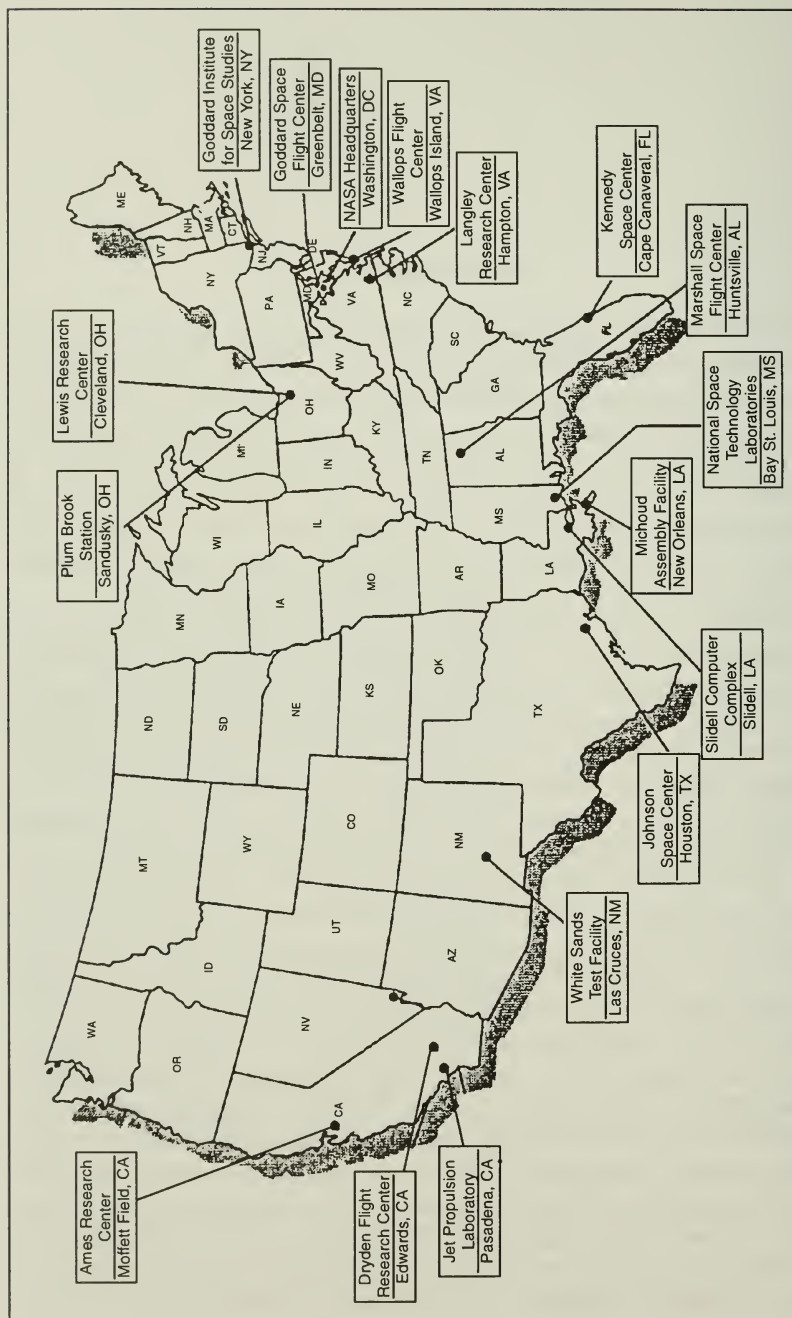 Lewis Research
Center
Cleveland, OH
Plum Brook
Station
Sandusky, OH
Goddard Institute
for Space Studies
New York, NY
Goddard Space
Flight Center
Greenbelt, MD
NASA Headquarters
Washington, DC
Wallops Flight
Center
Wallops Island, VA
Langley
Research Center
Hampton, VA
Kennedy
Space Center
Cape Canaveral, FL
Marshall Space
Flight Center
Huntsville, AL
National Space
Technology
Laboratories
Bay St. Louis, MS
Michoud
Assembly Facility
New Orleans, LA
Slidell Computer
Complex
Slidell, LA
Johnson
Space Center
Houston, TX
White Sands
Test Facility
Las Cruces, NM
Jet Propulsion
Laboratory
Pasadena, CA
Dryden Flight
Research Center
Edwards, CA
Ames Research
Center
Moffett Field, CA
WA
OR
CA
NV
ID
MT
WY
UT
AZ
CO
NM
ND
SD
NE
KS
OK
TX
MN
IA
MO
AR
LA
WI
IL
MI
IN
OH
KY
TN
MS
AL
GA
FL
SC
NC
VA
WV
MD
DE
PA
NJ
NY
CT
MA
VT
NH
ME